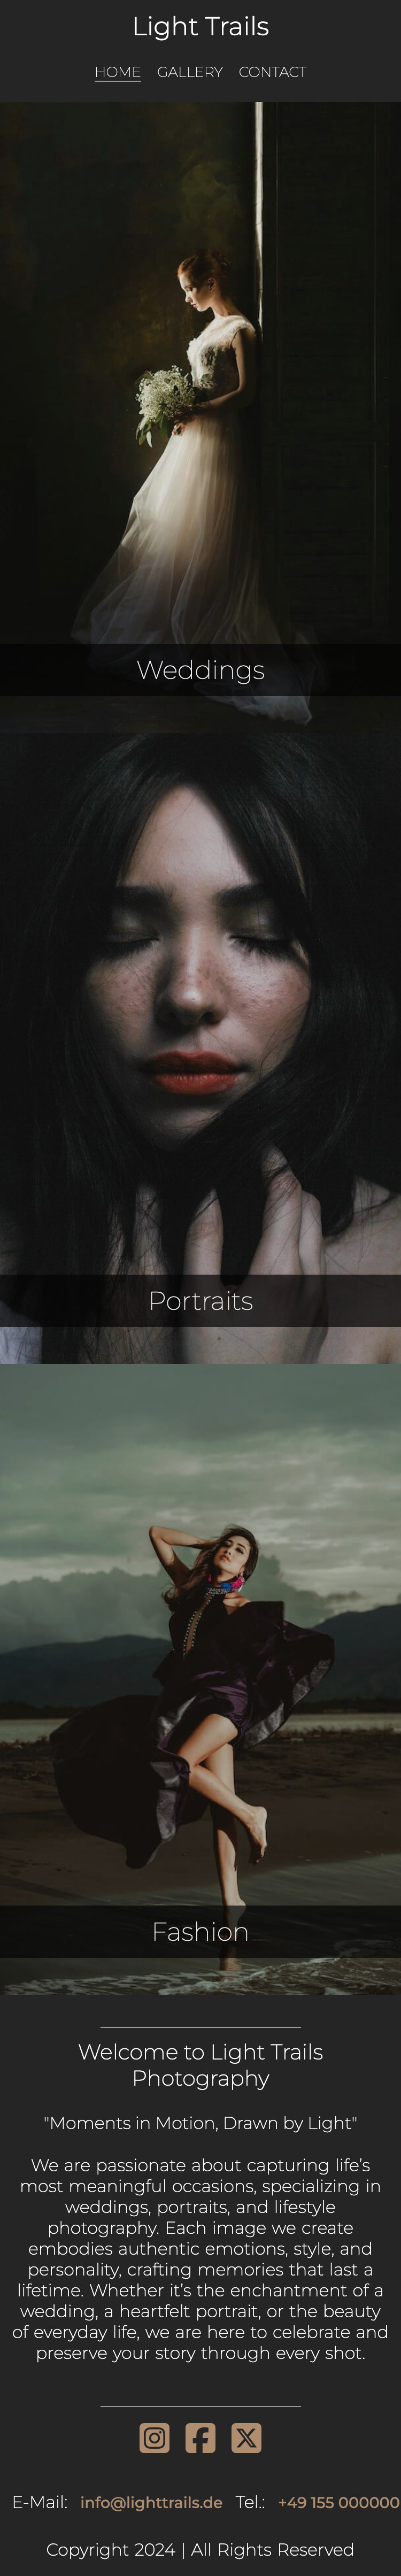 Light Trails
HOME GALLERY CONTACT
Weddings
Portraits
Fashion
Welcome to Light Trails
Photography
"Moments in Motion, Drawn by Light"
We are passionate about capturing life's
most meaningful occasions, specializing in
weddings, portraits, and lifestyle
photography. Each image we create
embodies authentic emotions, style, and
personality, crafting memories that last a
lifetime. Whether it's the enchantment of a
wedding, a heartfelt portrait, or the beauty
of everyday life, we are here to celebrate and
preserve your story through every shot.
E-Mail: info@lighttrails.de Tel.: +49 155 000000
Copyright 2024 | All Rights Reserved